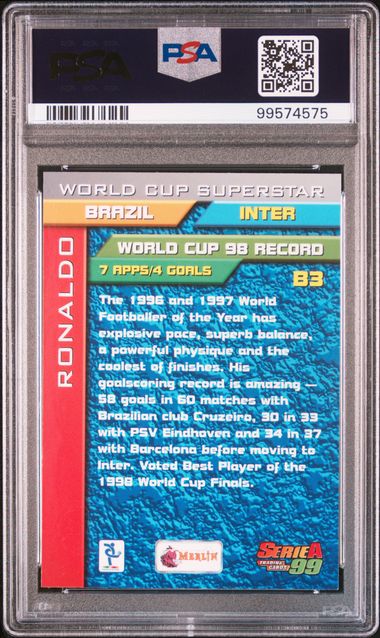 PSA
PSA
99574575
WORLD CUP SUPERSTAR
BRAZIL
INTER
RONALDO
WORLD CUP 98 RECORD
7 APPS/4 GOALS
B3
The 1996 and 1997 World
Footballer of the Year has
explosive pace, superb balance,
a powerful physique and the
coolest of finishes. His
goalscoring record is amazing —
58 goals in 60 matches with
Brazilian club Cruzeiro, 30 in 33
with PSV Eindhoven and 34 in 37
with Barcelona before moving to
Inter. Voted Best Player of the
1998 World Cup Finals.
MERLIN
SERIE A
TRADING
CARDS
99